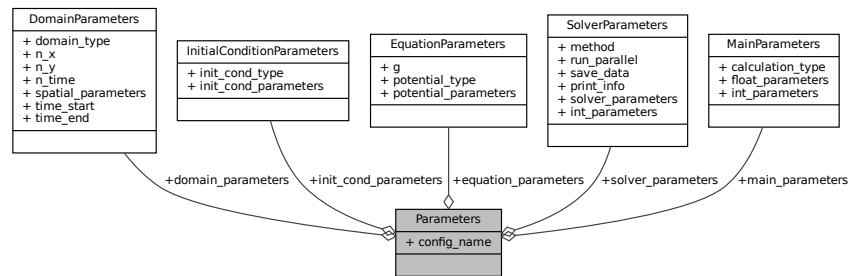 DomainParameters
+ domain_type
+ n_x
+ n_y
+ n_time
+ spatial_parameters
+ time_start
+ time_end
InitialConditionParameters
+ init_cond_type
+ init_cond_parameters
EquationParameters
+ g
+ potential_type
+ potential_parameters
SolverParameters
+ method
+ run_parallel
+ save_data
+ print_info
+ solver_parameters
+ int_parameters
MainParameters
+ calculation_type
+ float_parameters
+ int_parameters
+domain_parameters
+init_cond_parameters
+equation_parameters
+solver_parameters
+main_parameters
Parameters
+ config_name